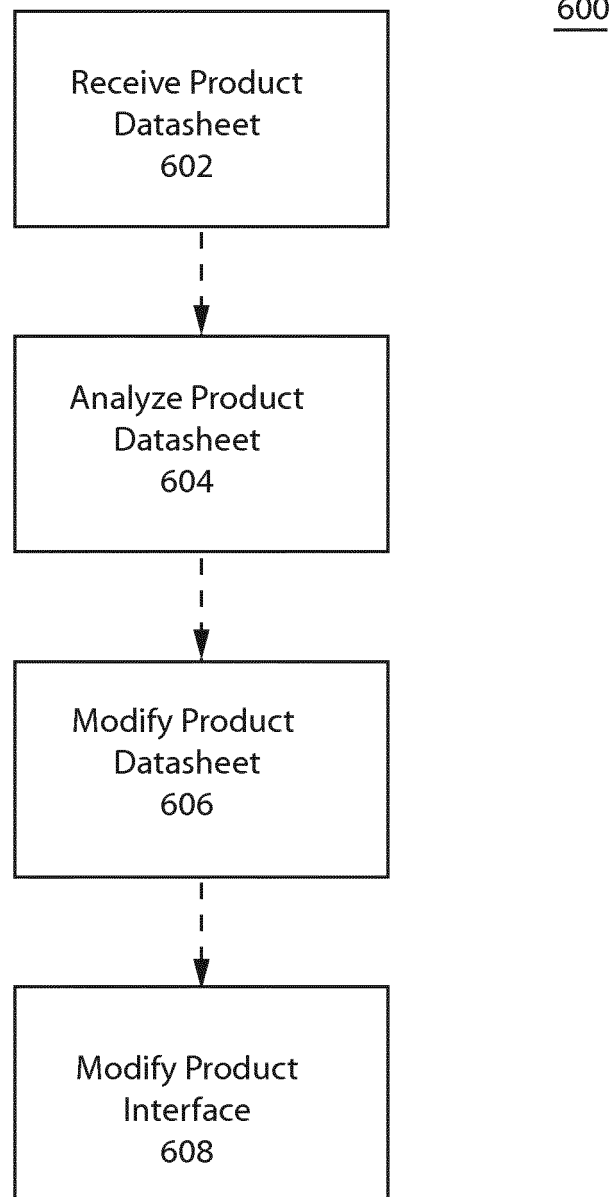 600
Receive Product
Datasheet
602
Analyze Product
Datasheet
604
Modify Product
Datasheet
606
Modify Product
Interface
608